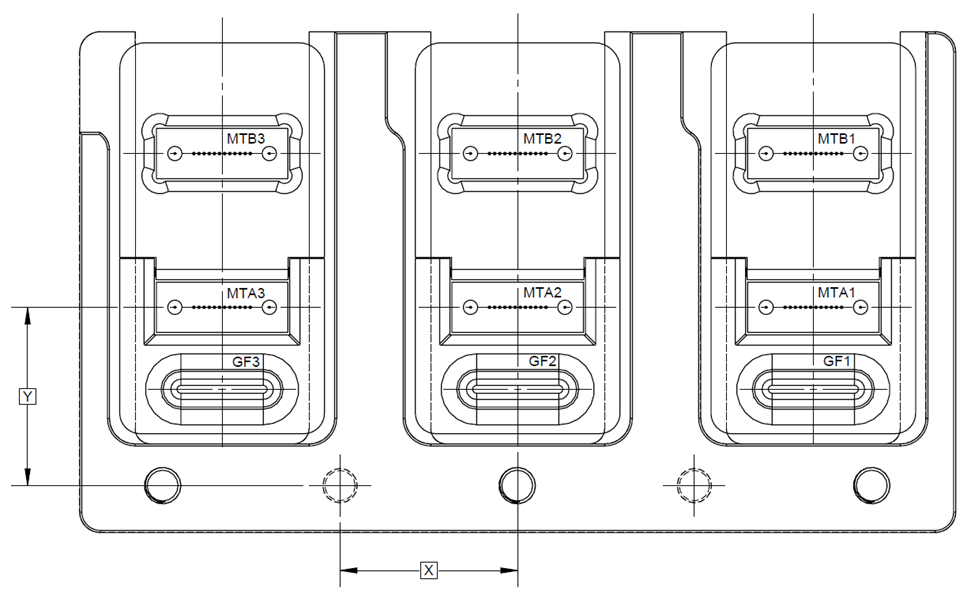 MTB3 MTB2 MTB1
MTA3 MTA2 MTA1
GF3 GF2 GF1
Y
X